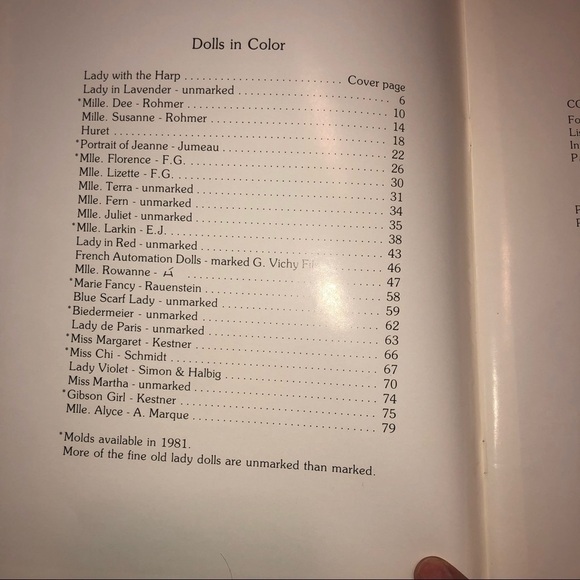 Dolls in Color
Lady with the Harp ........................ Cover page
Lady in Lavender - unmarked ........................ 6
*Mille. Dee - Rohmer ........................ 10
Mille. Susanne - Rohmer ........................ 14
Huret ........................ 18
*Portrait of Jeanne - Jumeau ........................ 22
*Mlle. Florence - F.G. ........................ 26
Mlle. Lizette - F.G. ........................ 30
Mlle. Terra - unmarked ........................ 31
Mlle. Fern - unmarked ........................ 34
Mlle. Juliet - unmarked ........................ 35
*Mlle. Larkin - E.J. ........................ 38
Lady in Red - unmarked ........................ 43
French Automation Dolls - marked G. Vichy ........................ 46
Mlle. Rowanne - ........................ 47
*Marie Fancy - Rauenstein ........................ 58
Blue Scarf Lady - unmarked ........................ 59
*Biedermeier - unmarked ........................ 62
Lady de Paris - unmarked ........................ 63
*Miss Margaret - Kestner ........................ 66
*Miss Chi - Schmidt ........................ 67
Lady Violet - Simon & Halbig ........................ 70
Miss Martha - unmarked ........................ 74
*Gibson Girl - Kestner ........................ 75
Mlle. Alyce - A. Marque ........................ 79
*Molds available in 1981.
More of the fine old lady dolls are unmarked than marked.